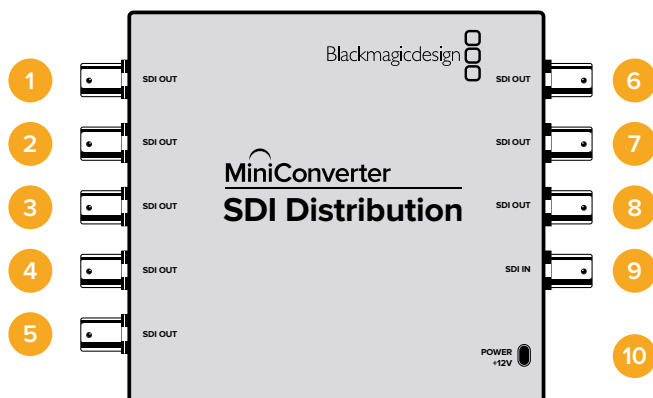 Blackmagicdesign
1 SDI OUT SDI OUT 6
2 SDI OUT SDI OUT 7
MiniConverter
3 SDI OUT SDI Distribution SDI OUT 8
4 SDI OUT SDI IN 9
5 SDI OUT
POWER
+12V
10